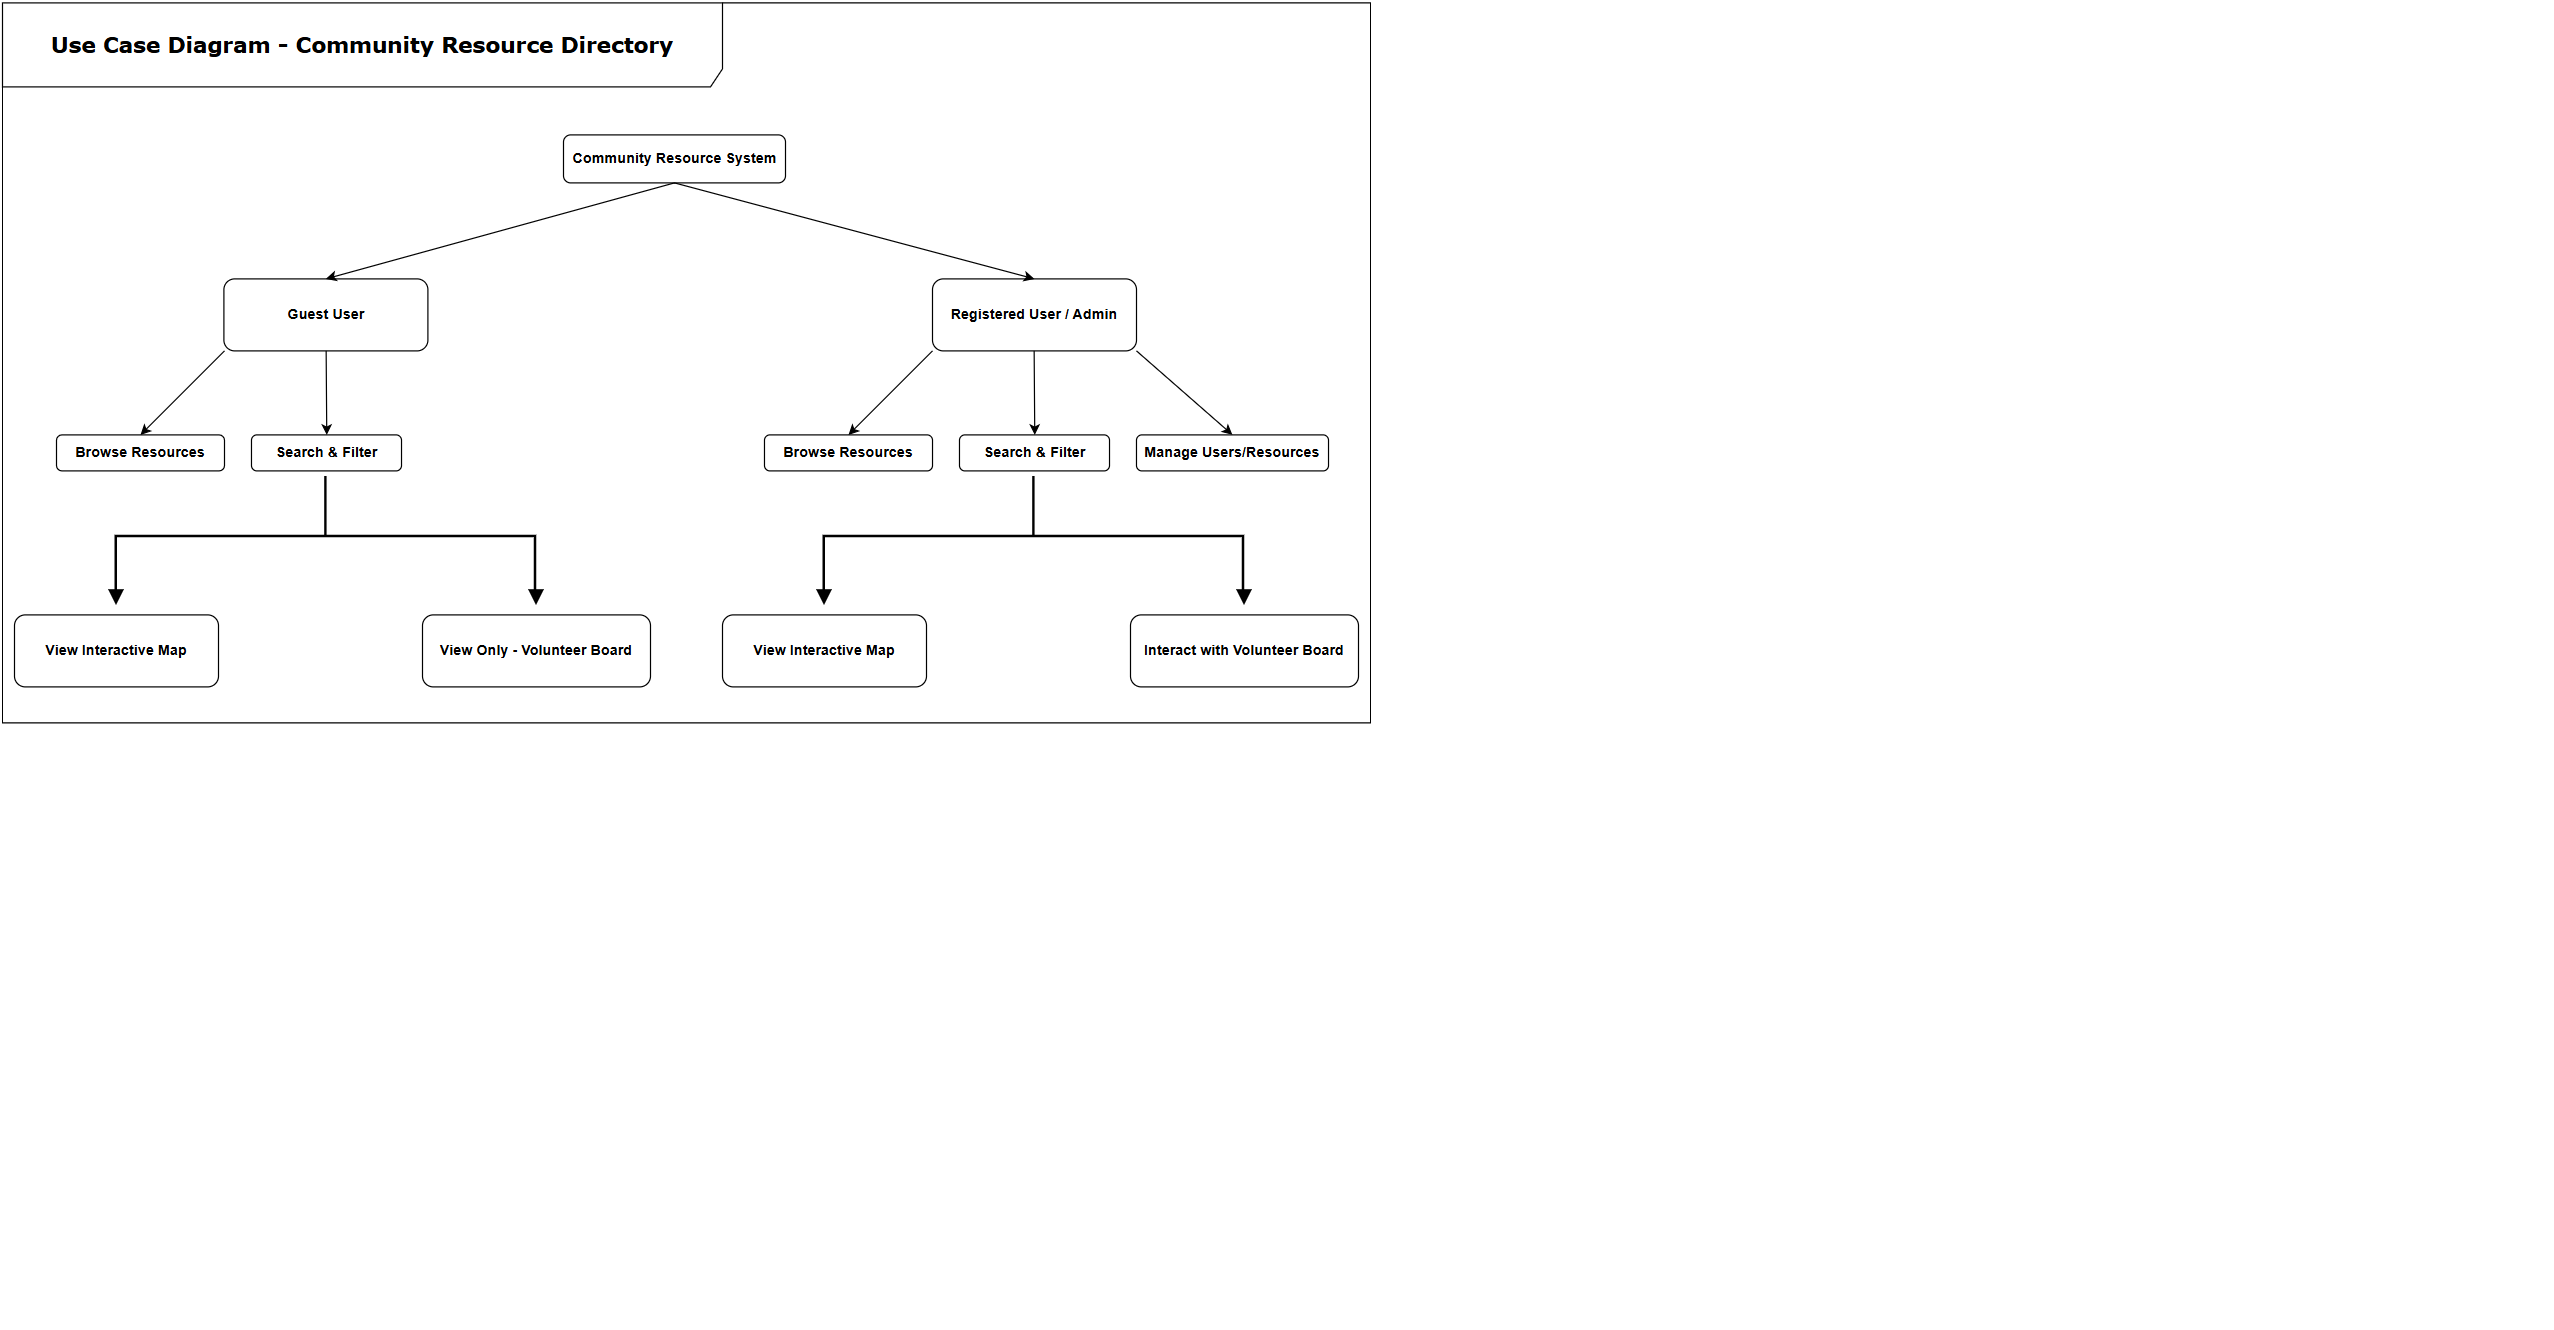 Use Case Diagram - Community Resource Directory
Community Resource System
Guest User
Registered User / Admin
Browse Resources
Search & Filter
Browse Resources
Search & Filter
Manage Users/Resources
View Interactive Map
View Only - Volunteer Board
View Interactive Map
Interact with Volunteer Board